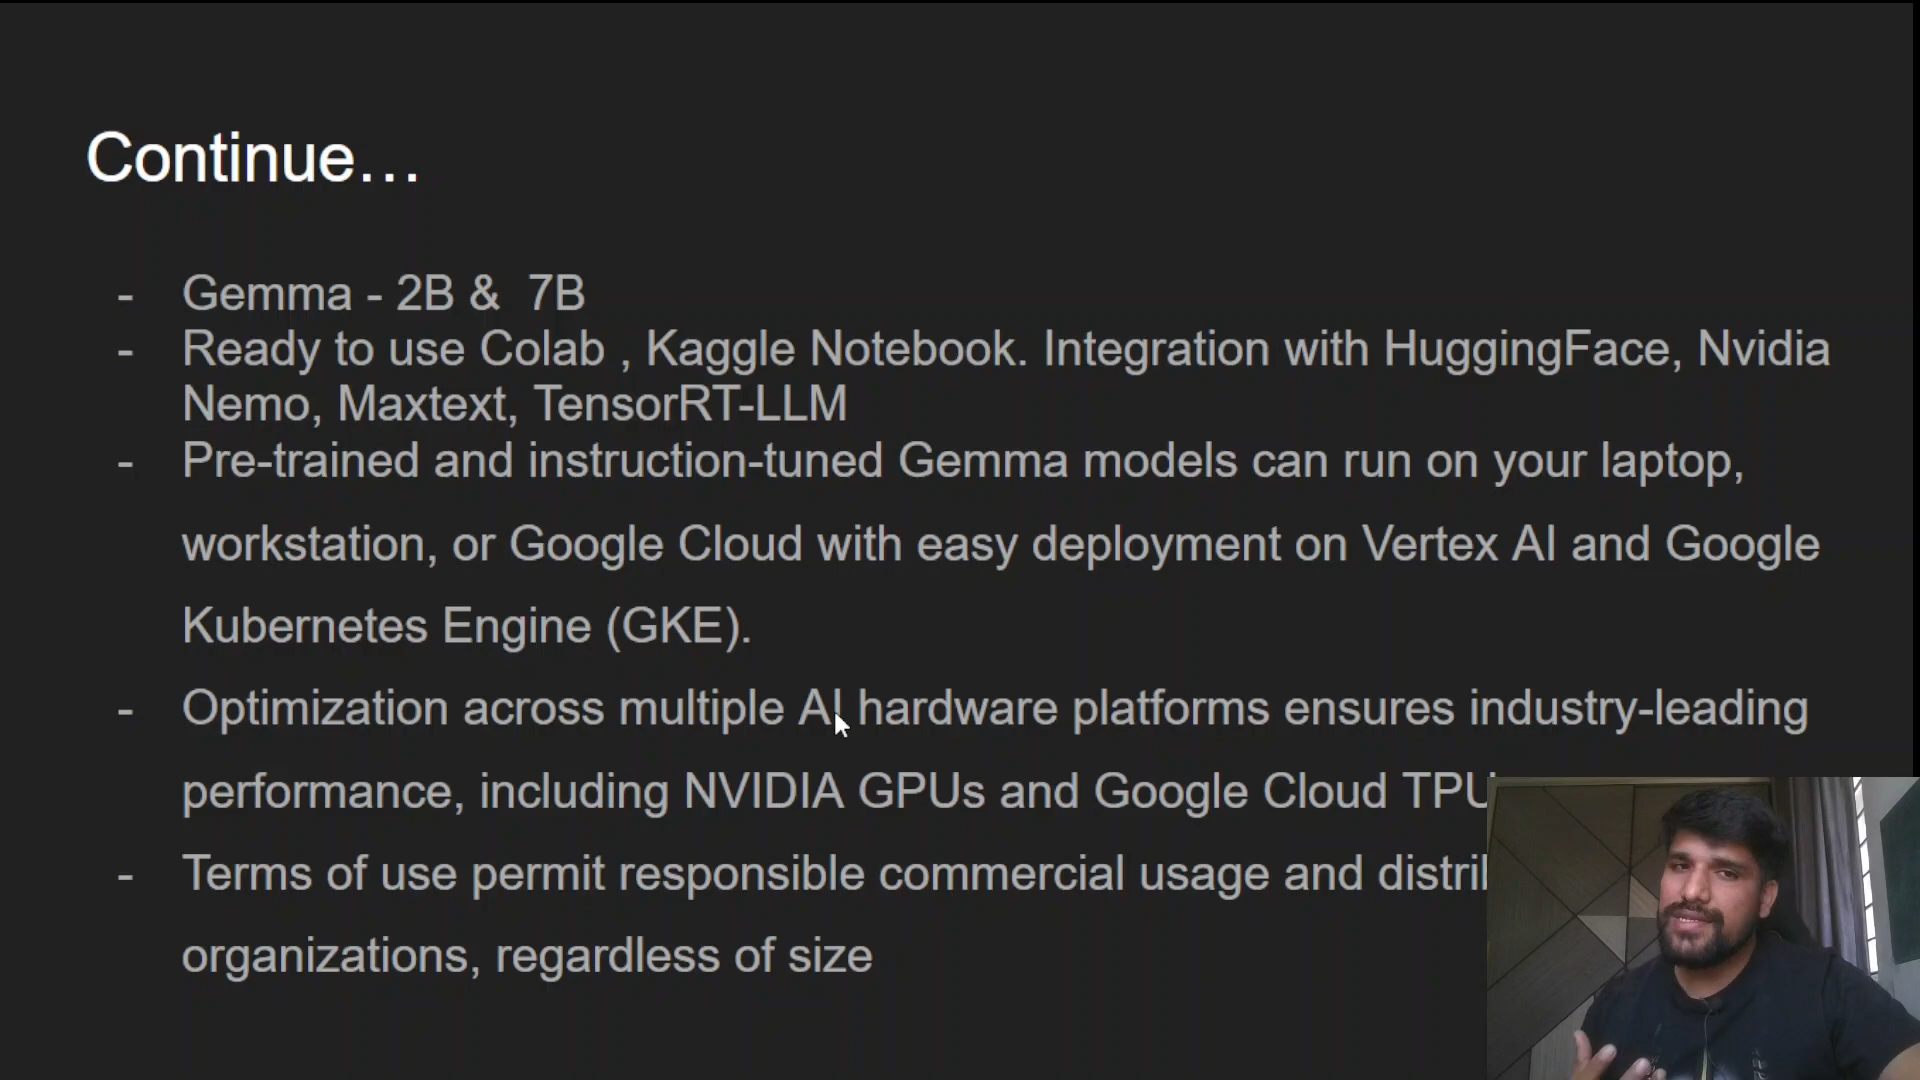 Continue…
- Gemma - 2B &  7B
- Ready to use Colab , Kaggle Notebook. Integration with HuggingFace, Nvidia
Nemo, Maxtext, TensorRT-LLM
- Pre-trained and instruction-tuned Gemma models can run on your laptop,
workstation, or Google Cloud with easy deployment on Vertex AI and Google
Kubernetes Engine (GKE).
- Optimization across multiple AI hardware platforms ensures industry-leading
performance, including NVIDIA GPUs and Google Cloud
- Terms of use permit responsible commercial usage and
organizations, regardless of size